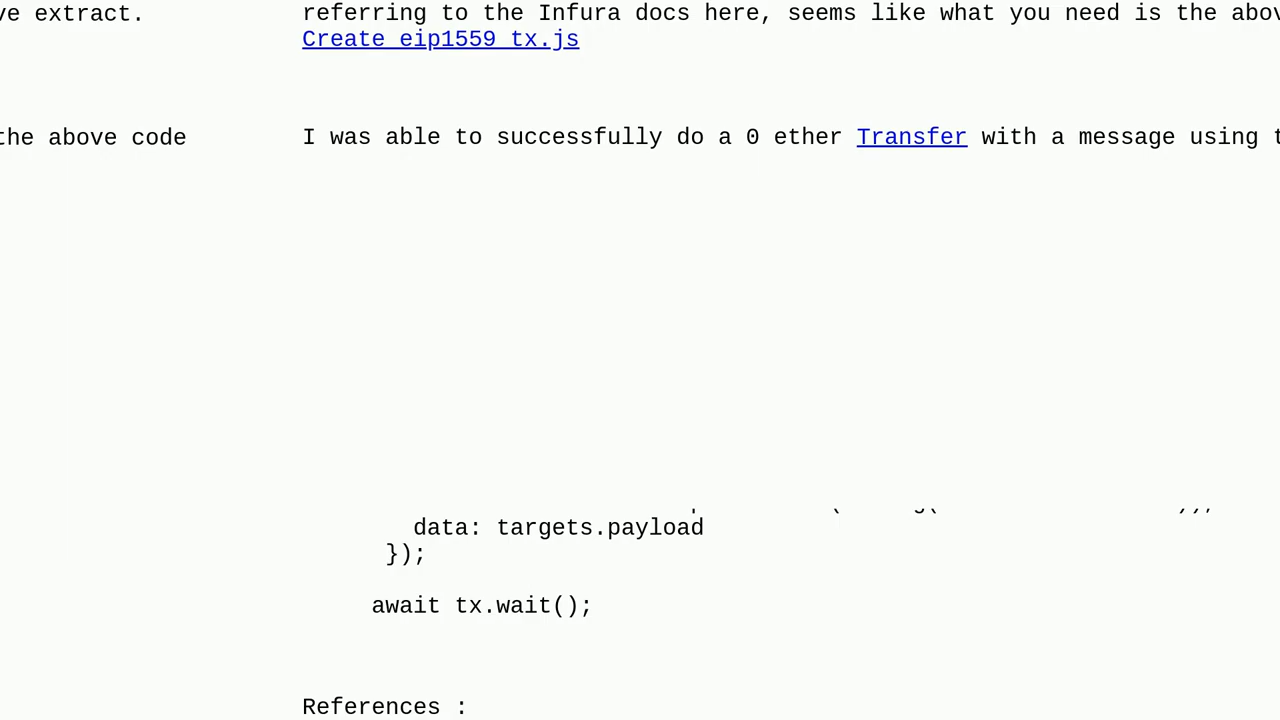 ve extract.
referring to the Infura docs here, seems like what you need is the abov
Create eip1559 tx.js
the above code
I was able to successfully do a 0 ether Transfer with a message using t
data: targets.payload
});
await tx.wait();
References :